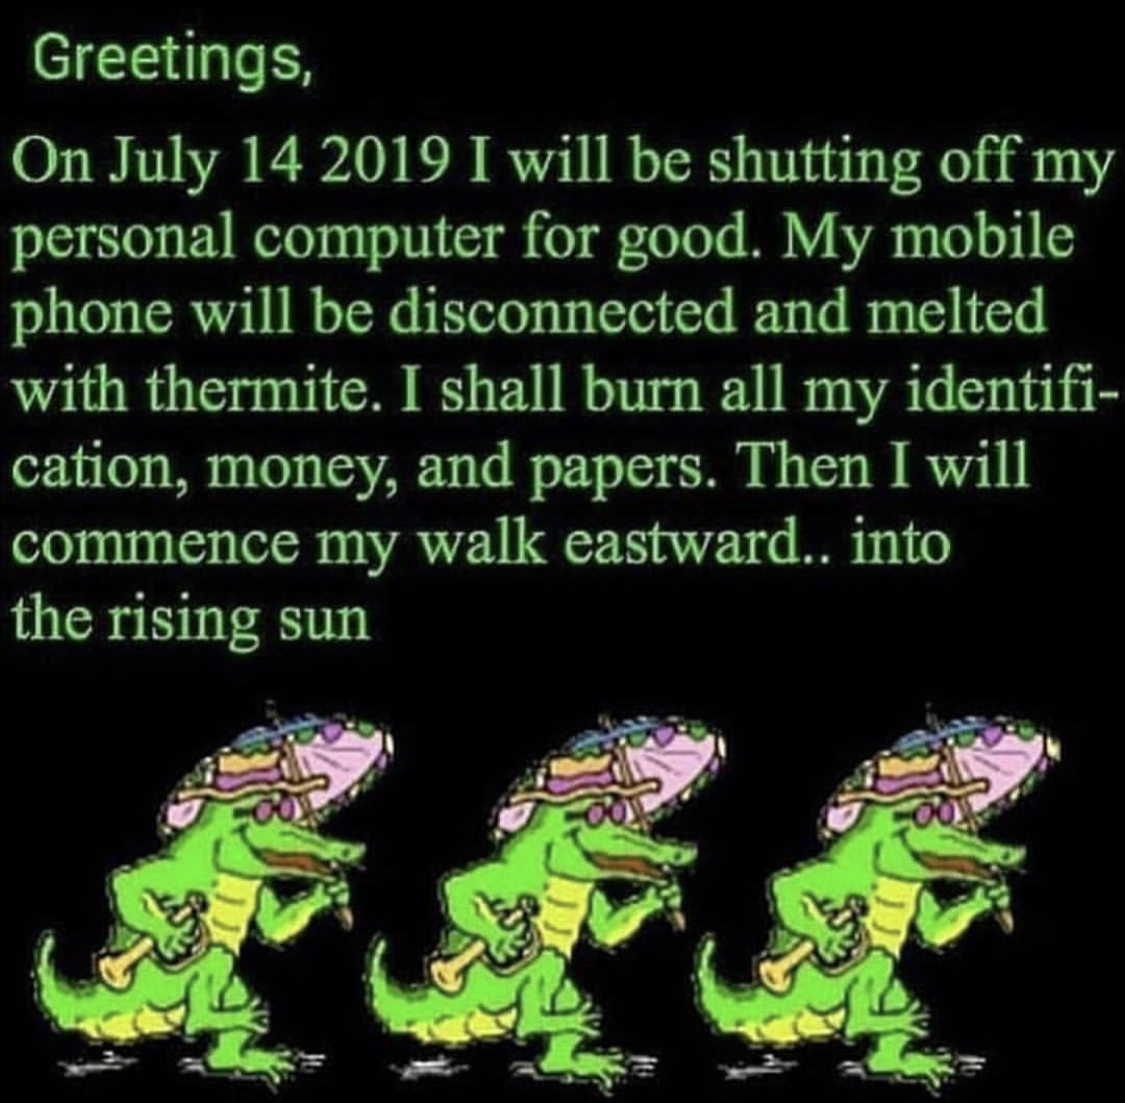 Greetings,
On July 14 2019 I will be shutting off my
personal computer for good. My mobile
phone will be disconnected and melted
with thermite. I shall burn all my identifi-
cation, money, and papers. Then I will
commence my walk eastward.. into
the rising sun